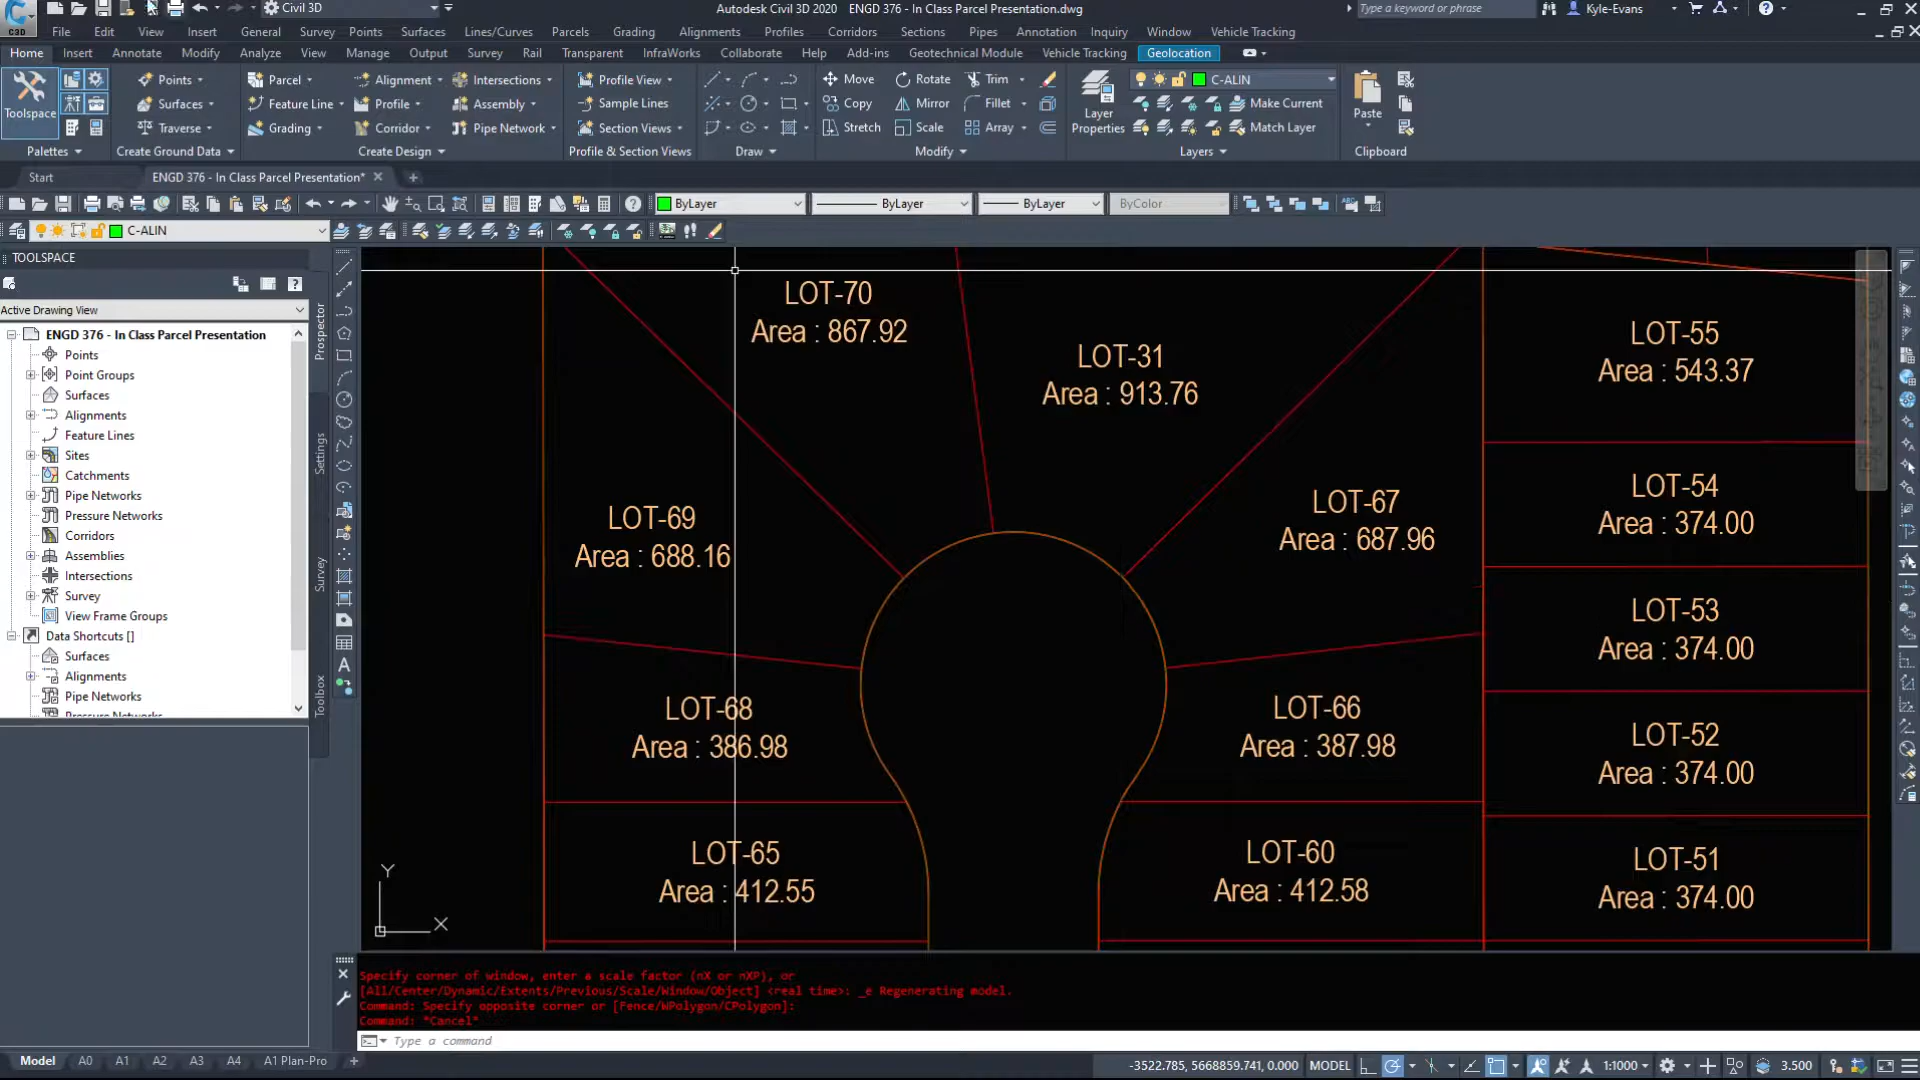 Civil 3D
Autodesk Civil 3D 2020 ENGD 376 - In Class Parcel Presentation.dwg
Type a keyword or phrase
Kyle-Evans
C3D
File Edit View Insert General Survey Points Surfaces Lines/Curves Parcels Grading Alignments Profiles Corridors Sections Pipes Annotation Inquiry Window Vehicle Tracking
Home Insert Annotate Modify Analyze View Manage Output Survey Rail Transparent InfraWorks Collaborate Help Add-ins Geotechnical Module Vehicle Tracking Geolocation
Points Parcel Alignment Intersections Profile View Move Rotate Trim C-ALIN
Toolspace Surfaces Feature Line Profile Assembly Sample Lines Copy Mirror Fillet Layer Properties Make Current Paste
Traverse Grading Corridor Pipe Network Section Views Stretch Scale Array Match Layer
Palettes Create Ground Data Create Design Profile & Section Views Draw Modify Layers Clipboard
Start ENGD 376 - In Class Parcel Presentation*
ByLayer ByLayer ByLayer ByColor
C-ALIN
TOOLSPACE
Active Drawing View
ENGD 376 - In Class Parcel Presentation
Points
Point Groups
Surfaces
Alignments
Feature Lines
Sites
Catchments
Pipe Networks
Pressure Networks
Corridors
Assemblies
Intersections
Survey
View Frame Groups
Data Shortcuts []
Surfaces
Alignments
Pipe Networks
Pressure Networks
Prospector
Settings
Survey
Toolbox
LOT-70
Area : 867.92
LOT-31
Area : 913.76
LOT-55
Area : 543.37
LOT-69
Area : 688.16
LOT-67
Area : 687.96
LOT-54
Area : 374.00
LOT-53
Area : 374.00
LOT-68
Area : 386.98
LOT-66
Area : 387.98
LOT-52
Area : 374.00
LOT-65
Area : 412.55
LOT-60
Area : 412.58
LOT-51
Area : 374.00
Y
X
Specify corner of window, enter a scale factor (nX or nXP), or
[All/Center/Dynamic/Extents/Previous/Scale/Window/Object] <real time>: _e Regenerating model.
Command: Specify opposite corner or [Fence/WPolygon/CPolygon]:
Command: *Cancel*
Type a command
Model A0 A1 A2 A3 A4 A1 Plan-Pro
-3522.785, 5668859.741, 0.000 MODEL 1:1000 3.500